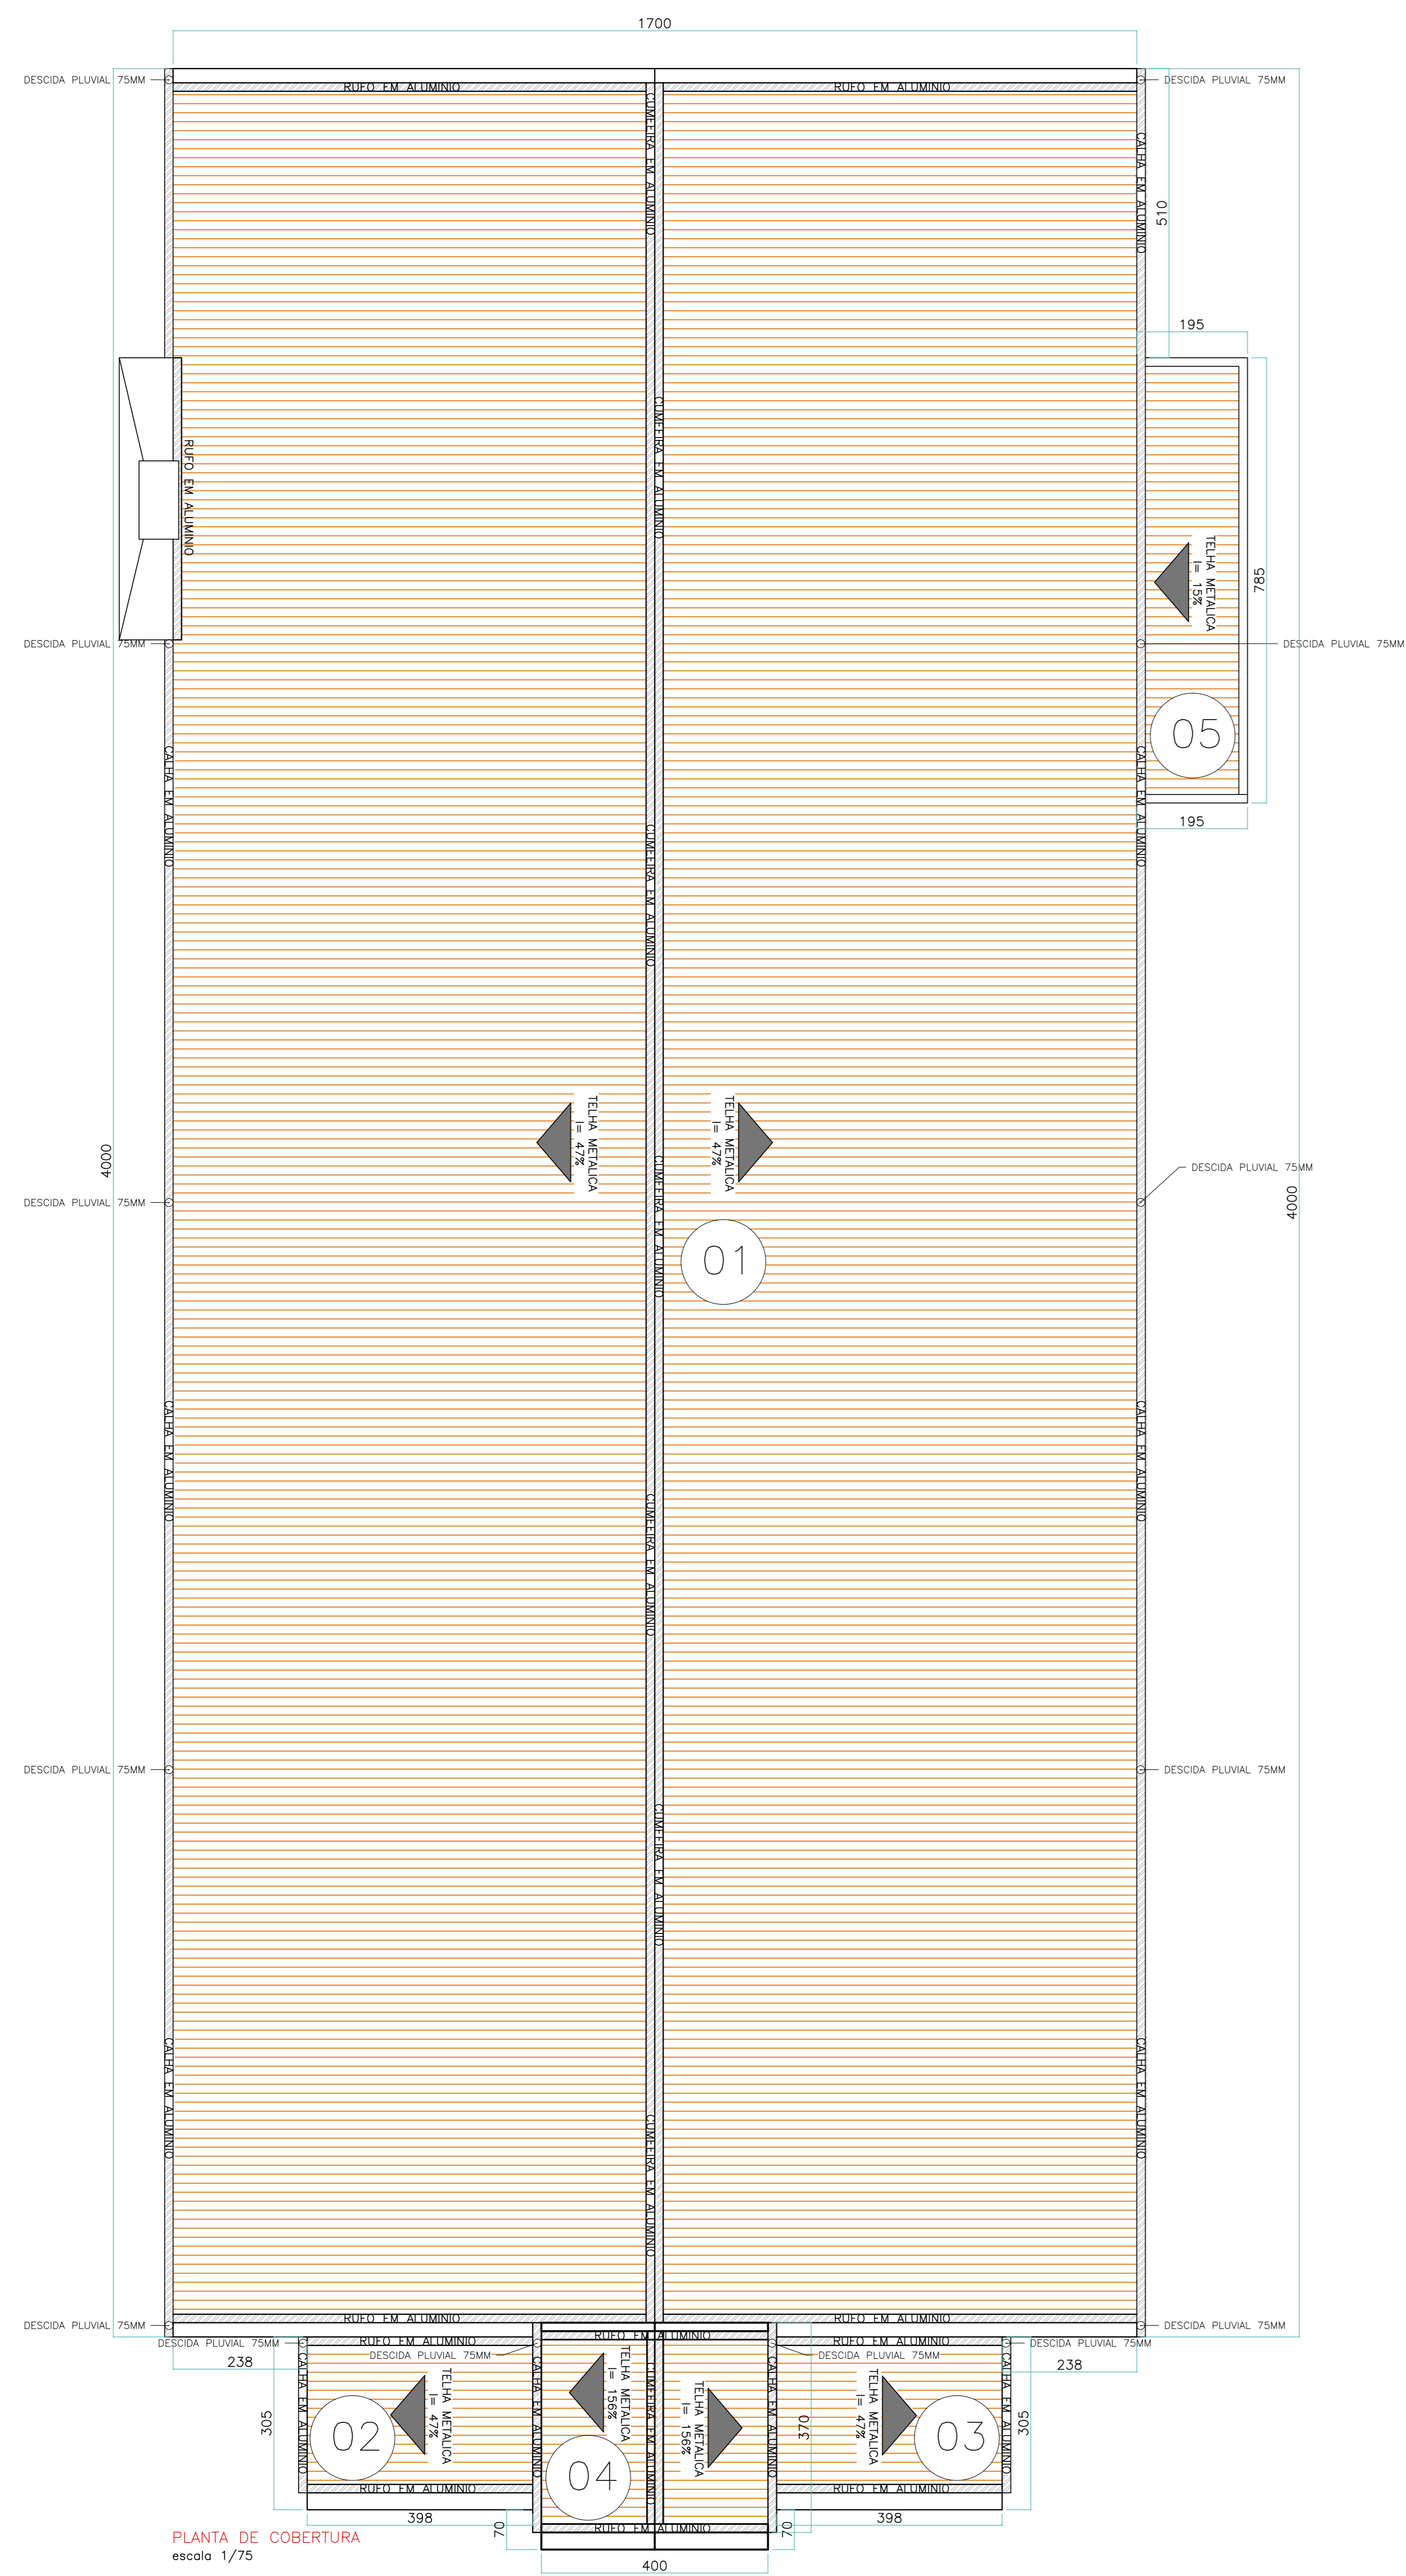 1700
DESCIDA PLUVIAL 75MM
DESCIDA PLUVIAL 75MM
RUFO EM ALUMINIO
RUFO EM ALUMINIO
CUMEEIRA EM ALUMINIO
CALHA EM ALUMINIO
510
195
CUMEEIRA EM ALUMINIO
RUFO EM ALUMINIO
TELHA METALICA
I= 15%
785
DESCIDA PLUVIAL 75MM
DESCIDA PLUVIAL 75MM
05
CALHA EM ALUMINIO
CALHA EM ALUMINIO
195
CUMEEIRA EM ALUMINIO
4000
TELHA METALICA
I= 47%
TELHA METALICA
I= 47%
DESCIDA PLUVIAL 75MM
4000
DESCIDA PLUVIAL 75MM
CUMEEIRA EM ALUMINIO
01
CALHA EM ALUMINIO
CALHA EM ALUMINIO
CUMEEIRA EM ALUMINIO
DESCIDA PLUVIAL 75MM
DESCIDA PLUVIAL 75MM
CUMEEIRA EM ALUMINIO
CALHA EM ALUMINIO
CALHA EM ALUMINIO
CUMEEIRA EM ALUMINIO
RUFO EM ALUMINIO
RUFO EM ALUMINIO
DESCIDA PLUVIAL 75MM
DESCIDA PLUVIAL 75MM
RUFO EM ALUMINIO
DESCIDA PLUVIAL 75MM
RUFO EM ALUMINIO
RUFO EM ALUMINIO
DESCIDA PLUVIAL 75MM
DESCIDA PLUVIAL 75MM
DESCIDA PLUVIAL 75MM
238
238
305
CALHA EM ALUMINIO
TELHA METALICA
I= 47%
02
CALHA EM ALUMINIO
TELHA METALICA
I= 156%
04
CUMEEIRA EM ALUMINIO
TELHA METALICA
I= 156%
CALHA EM ALUMINIO
370
TELHA METALICA
I= 47%
03
CALHA EM ALUMINIO
305
RUFO EM ALUMINIO
RUFO EM ALUMINIO
398
398
70
RUFO EM ALUMINIO
70
400
PLANTA DE COBERTURA
escala 1/75